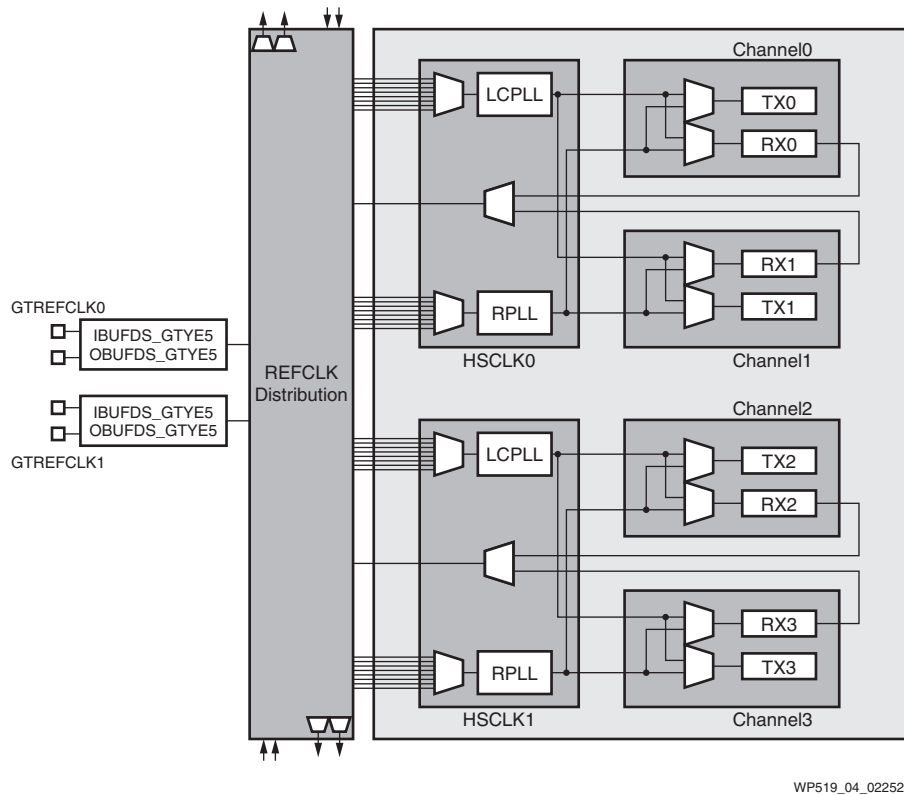 Channel0
LCPLL
TX0
RX0
RX1
RPLL
TX1
HSCLK0
Channel1
GTREFCLK0
IBUFDS_GTYE5
OBUFDS_GTYE5
REFCLK
Distribution
IBUFDS_GTYE5
OBUFDS_GTYE5
GTREFCLK1
Channel2
LCPLL
TX2
RX2
RX3
RPLL
TX3
HSCLK1
Channel3
WP519_04_02252